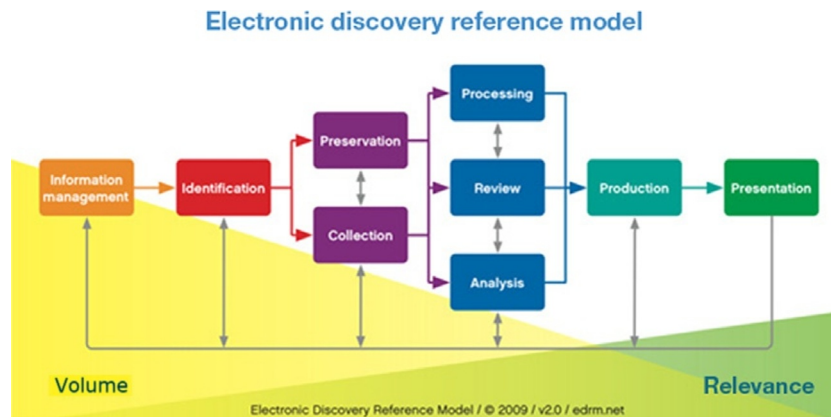 Electronic discovery reference model
Processing
Preservation
Information
management
Identification
Review
Production
Presentation
Collection
Analysis
Volume
Relevance
Electronic Discovery Reference Model / © 2009 / v2.0 / edrm.net